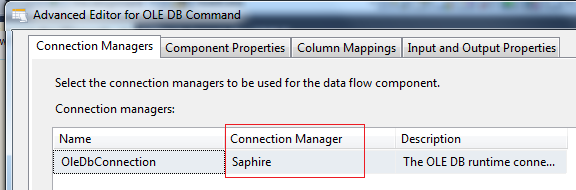 Advanced Editor for OLE DB Command
Connection Managers Component Properties Column Mappings Input and Output Properties
Select the connection managers to be used for the data flow component.
Connection managers:
Name Connection Manager Description
OleDbConnection Saphire The OLE DB runtime conne...